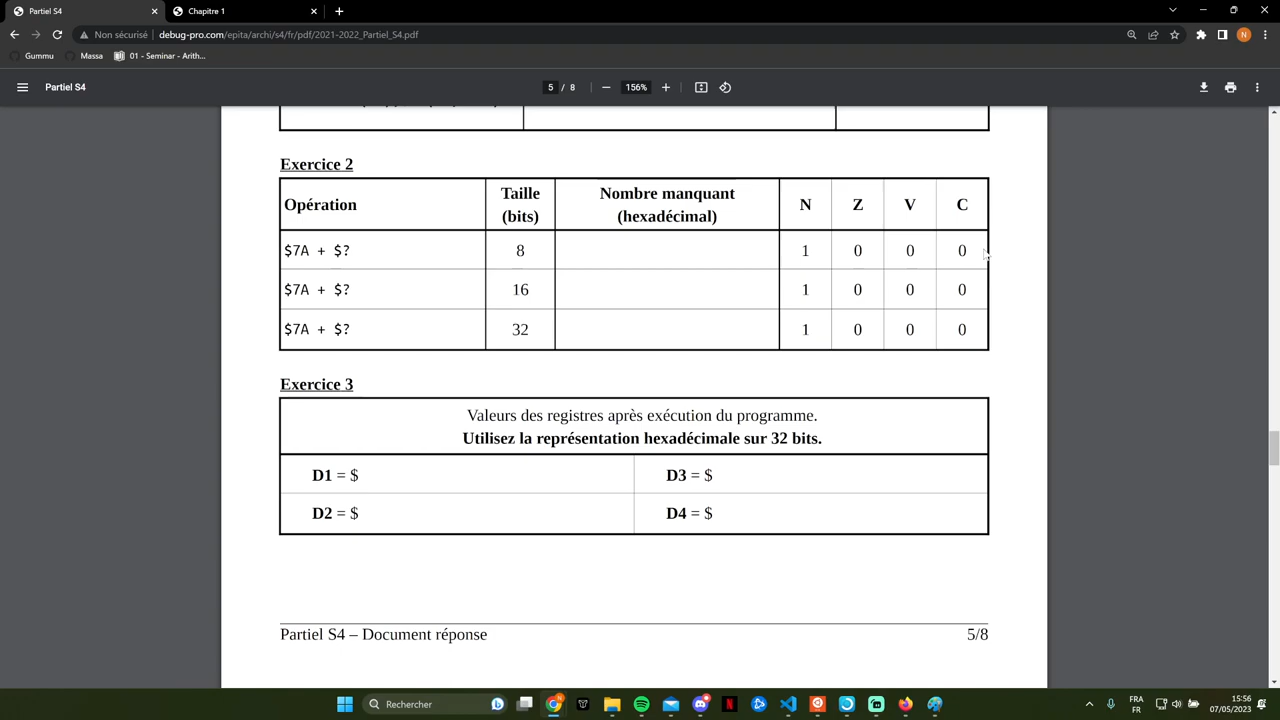 Partiel S4
Chapitre 1
Non sécurisé
debug-pro.com/epita/archi/s4/fr/pdf/2021-2022_Partiel_S4.pdf
N
Gummu
Massa
01 - Seminar - Arith...
Partiel S4
5 / 8
156%
Exercice 2
Opération Taille (bits) Nombre manquant (hexadécimal) N Z V C
$7A + $? 8 1 0 0 0
$7A + $? 16 1 0 0 0
$7A + $? 32 1 0 0 0
Exercice 3
Valeurs des registres après exécution du programme.
Utilisez la représentation hexadécimale sur 32 bits.
D1 = $ D3 = $
D2 = $ D4 = $
Partiel S4 – Document réponse 5/8
Rechercher
FRA
FR
15:56
07/05/2023